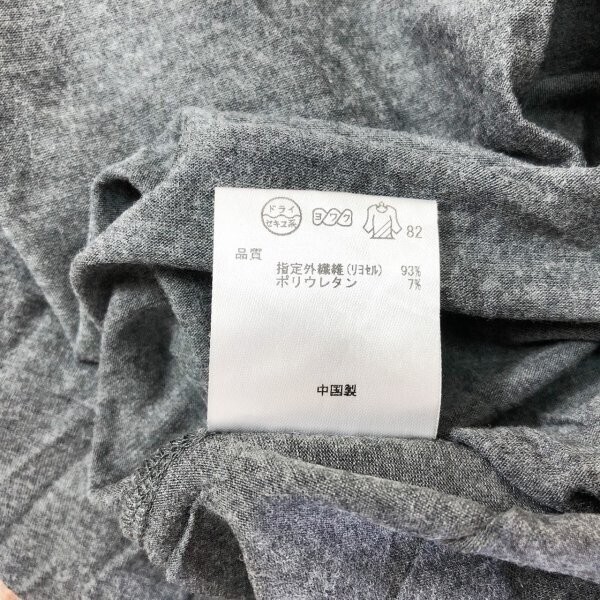 ドライ
セキユ系
ヨワク
82
品質
指定外繊維(リヨセル) 93%
ポリウレタン 7%
中国製